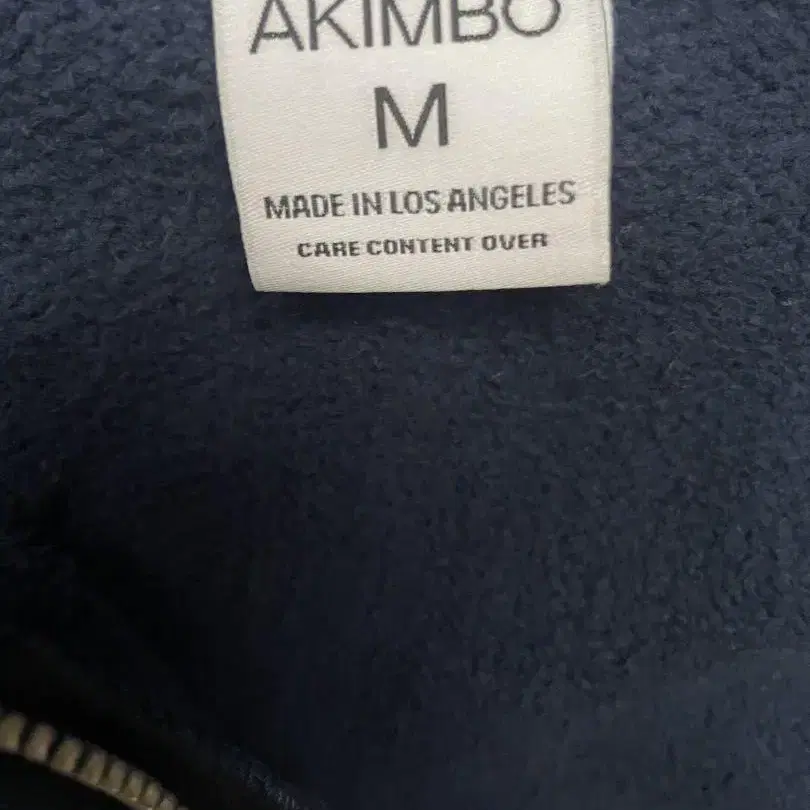 AKIMBO
M
MADE IN LOS ANGELES
CARE CONTENT OVER